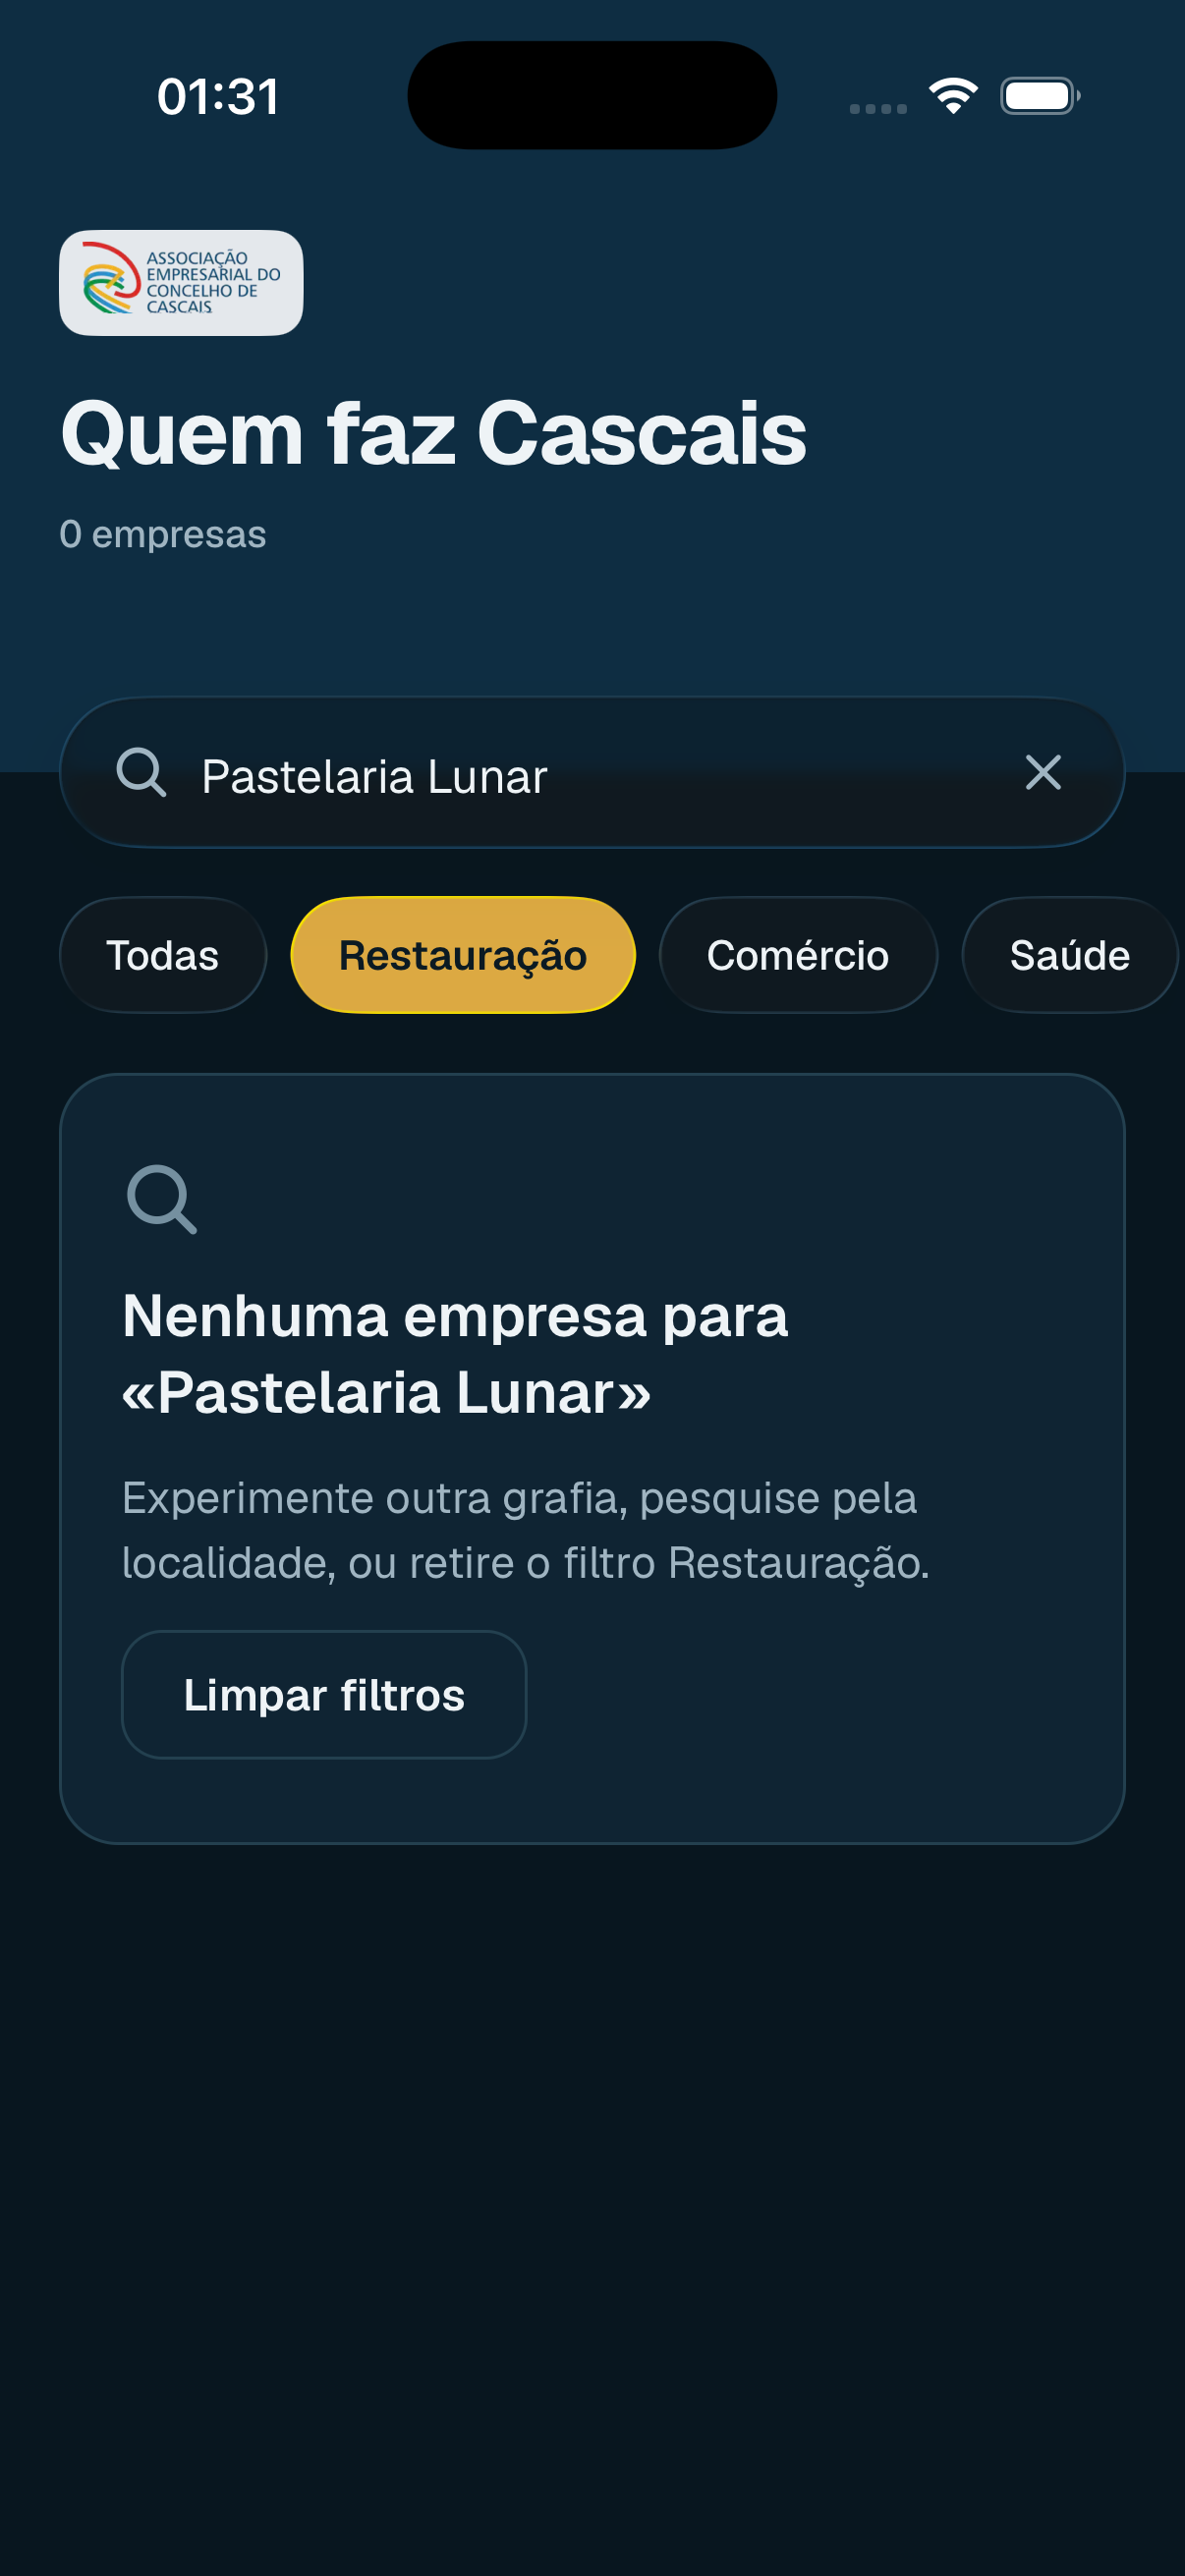 01:31
ASSOCIAÇÃO
EMPRESARIAL DO
CONCELHO DE
CASCAIS
Quem faz Cascais
0 empresas
Pastelaria Lunar
Todas
Restauração
Comércio
Saúde
Nenhuma empresa para
«Pastelaria Lunar»
Experimente outra grafia, pesquise pela
localidade, ou retire o filtro Restauração.
Limpar filtros